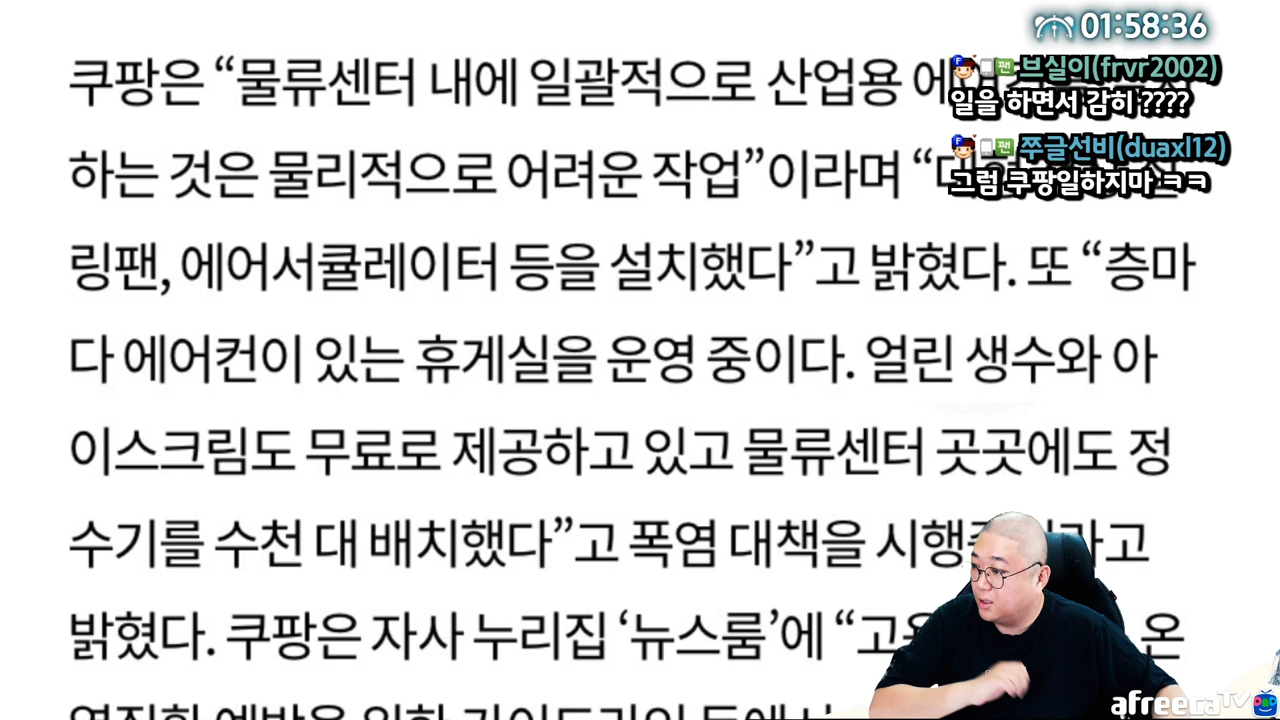 01:58:36
브실이(frvr2002)
일을 하면서 감히 ????
쭈글선비(duaxl12)
그럼 쿠팡일하지마 ㅋㅋ
쿠팡은 “물류센터 내에 일괄적으로 산업용
하는 것은 물리적으로 어려운 작업”이라며
링팬, 에어서큘레이터 등을 설치했다”고 밝혔다. 또 “층마
다 에어컨이 있는 휴게실을 운영 중이다. 얼린 생수와 아
이스크림도 무료로 제공하고 있고 물류센터 곳곳에도 정
수기를 수천 대 배치했다”고 폭염 대책을
밝혔다. 쿠팡은 자사 누리집 ‘뉴스룸’에 온
afreecaTV